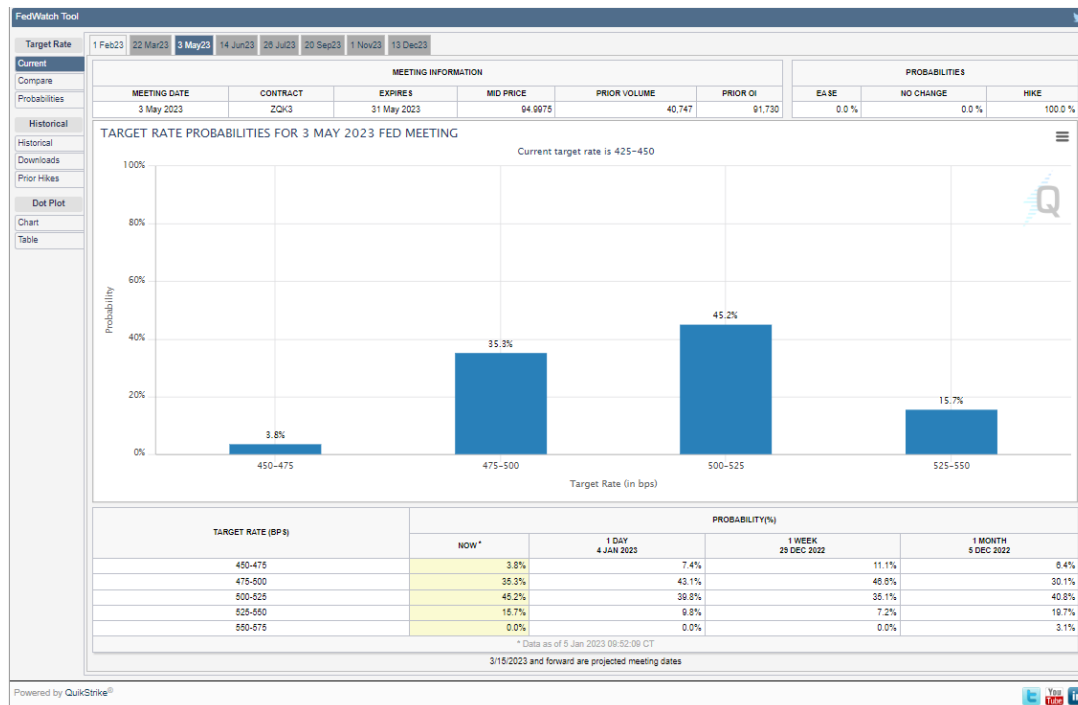 FedWatch Tool
Target Rate
Current
Compare
Probabilities
Historical
Historical
Downloads
Prior Hikes
Dot Plot
Chart
Table
1 Feb23 22 Mar23 3 May23 14 Jun23 26 Jul23 20 Sep23 1 Nov23 13 Dec23
MEETING INFORMATION
MEETING DATE CONTRACT EXPIRES MID PRICE PRIOR VOLUME PRIOR OI
3 May 2023 ZQK3 31 May 2023 94.9975 40,747 91,730
PROBABILITIES
EASE NO CHANGE HIKE
0.0 % 0.0 % 100.0 %
TARGET RATE PROBABILITIES FOR 3 MAY 2023 FED MEETING
Current target rate is 425-450
Probability
100%
80%
60%
40%
20%
0%
3.8%
35.3%
45.2%
15.7%
450-475 475-500 500-525 525-550
Target Rate (in bps)
Q
TARGET RATE (BPS) PROBABILITY(%)
NOW * 1 DAY 4 JAN 2023 1 WEEK 29 DEC 2022 1 MONTH 5 DEC 2022
450-475 3.8% 7.4% 11.1% 6.4%
475-500 35.3% 43.1% 46.6% 30.1%
500-525 45.2% 39.8% 35.1% 40.8%
525-550 15.7% 9.8% 7.2% 19.7%
550-575 0.0% 0.0% 0.0% 3.1%
* Data as of 5 Jan 2023 09:52:09 CT
3/15/2023 and forward are projected meeting dates
Powered by QuikStrike®
You Tube
in